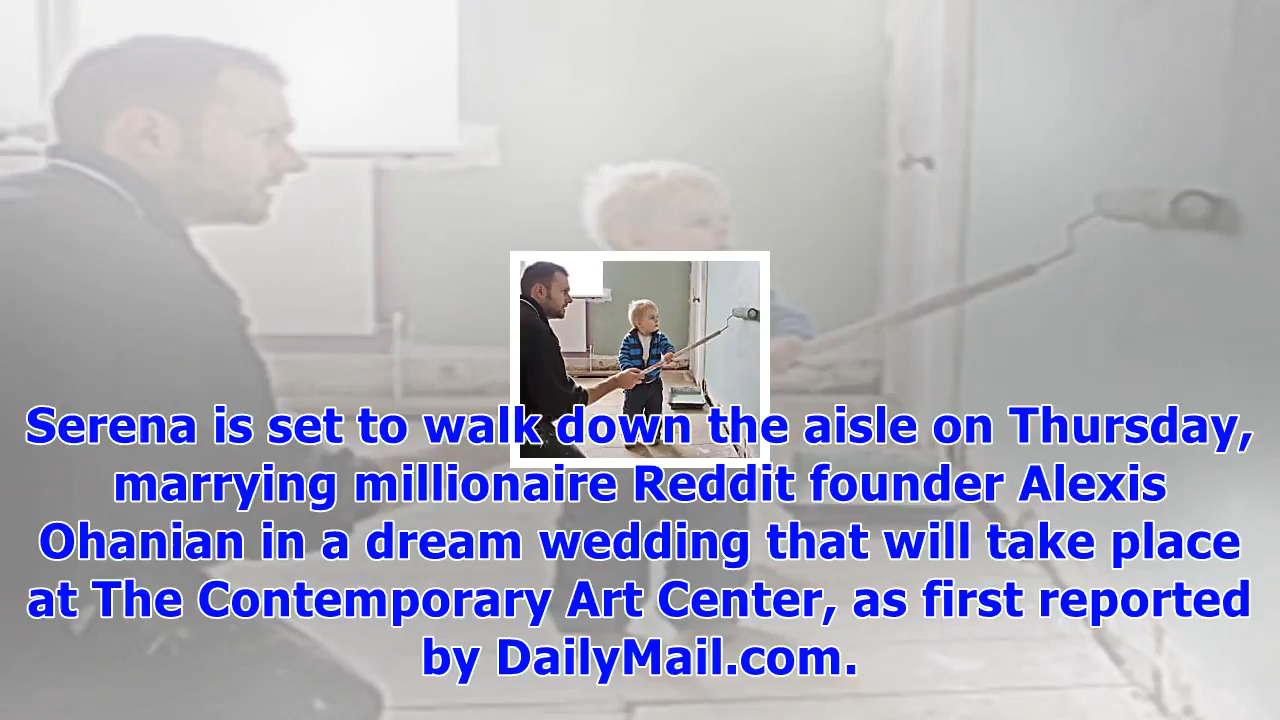 Serena is set to walk down the aisle on Thursday,
marrying millionaire Reddit founder Alexis
Ohanian in a dream wedding that will take place
at The Contemporary Art Center, as first reported
by DailyMail.com.